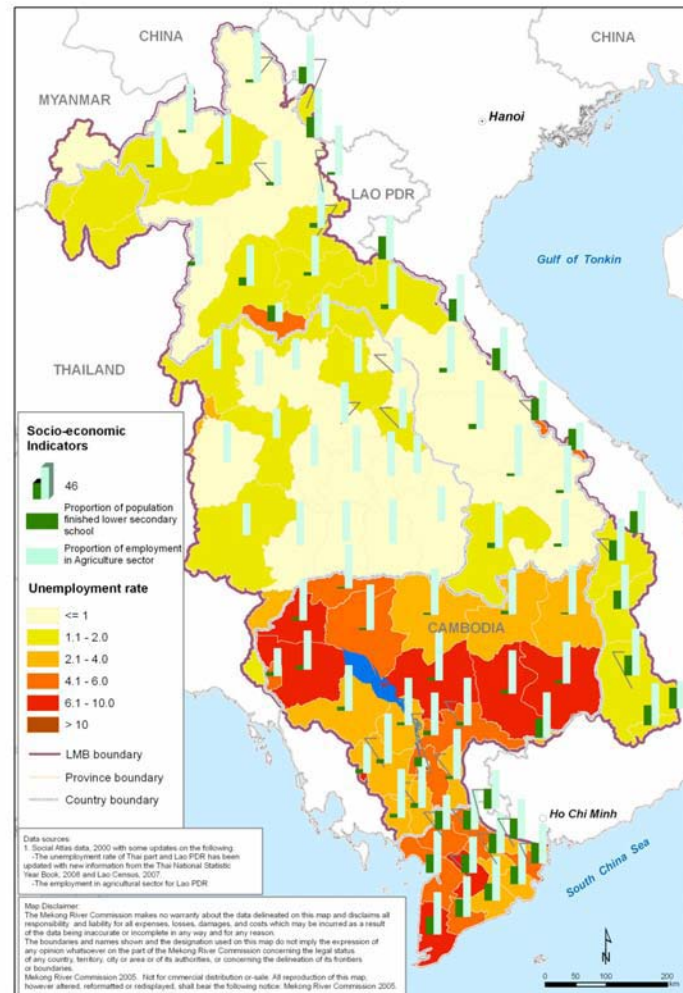 CHINA
CHINA
MYANMAR
Hanoi
LAO PDR
Gulf of Tonkin
THAILAND
Socio-economic
Indicators
46
Proportion of population
finished lower secondary
school
Proportion of employment
in Agriculture sector
Unemployment rate
<= 1
1.1 - 2.0
2.1 - 4.0
4.1 - 6.0
6.1 - 10.0
> 10
LMB boundary
Province boundary
Country boundary
CAMBODIA
Ho Chi Minh
South China Sea
Data sources:
1. Social Atlas data, 2000 with some updates on the following:
-The unemployment rate of Thai part and Lao PDR has been
updated with new information from the Thai National Statistic
Year Book, 2006 and Lao Census, 2007.
-The employment in agricultural sector for Lao PDR
Map Disclaimer:
The Mekong River Commission makes no warranty about the data delineated on this map and disclaims all
responsibility and liability for all expenses, losses, damages, and costs which may be incurred as a result
of the data being inaccurate or incomplete in any way and for any reason.
The boundaries and names shown and the designation used on this map do not imply the expression of
any opinion whatsoever on the part of the Mekong River Commission concerning the legal status
of any country, territory, city or area or of its authorities, or concerning the delineation of its frontiers
or boundaries.
Mekong River Commission 2005. Not for cmmercial distribution or-sale. All reproduction of this map,
however altered, reformatted or redisplayed, shall bear the following notice: Mekong River Commission 2005.
N
50 0 100 200
km